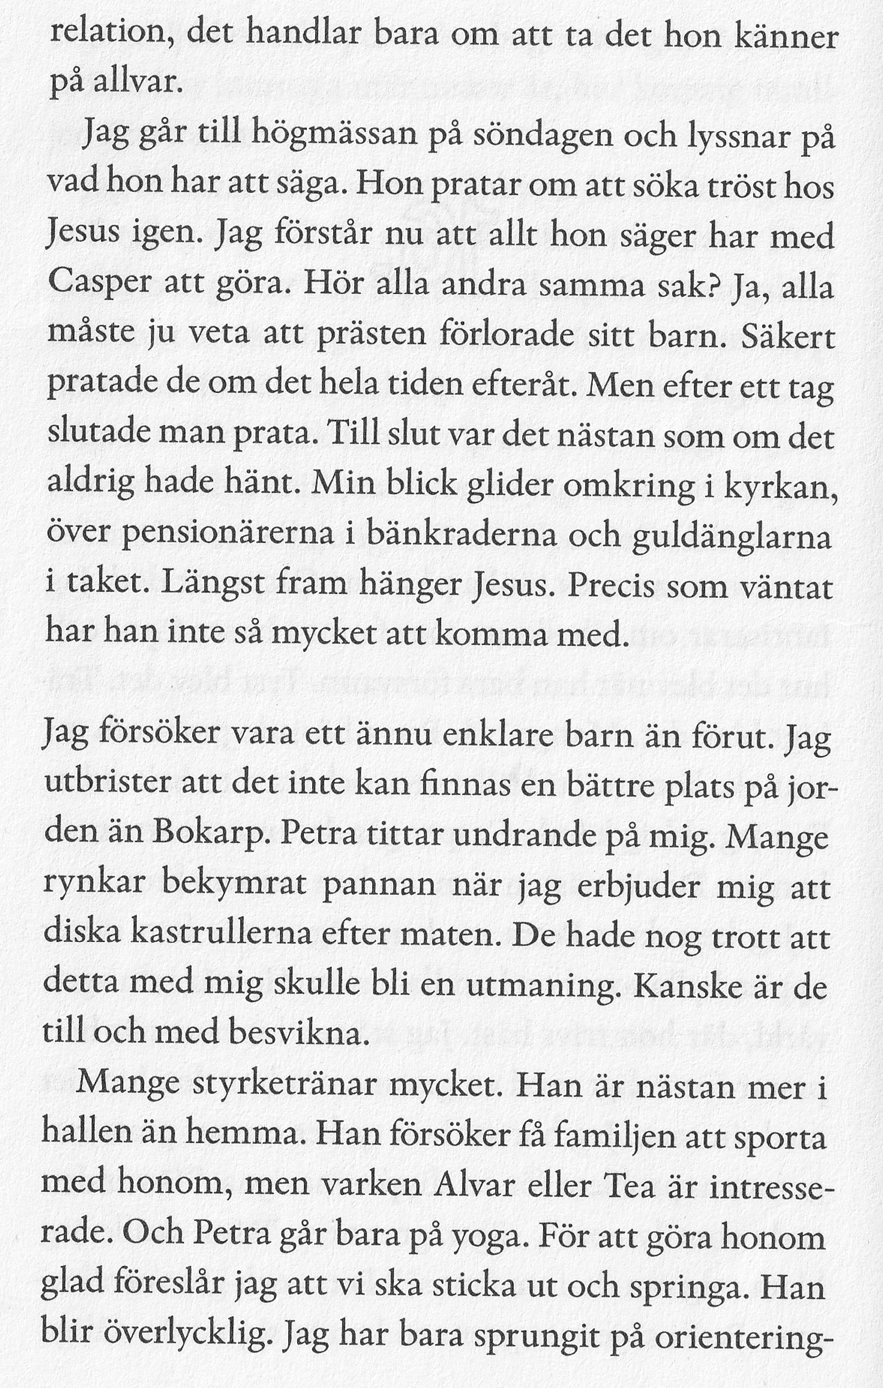 relation, det handlar bara om att ta det hon känner
på allvar.
Jag går till högmässan på söndagen och lyssnar på
vad hon har att säga. Hon pratar om att söka tröst hos
Jesus igen. Jag förstår nu att allt hon säger har med
Casper att göra. Hör alla andra samma sak? Ja, alla
måste ju veta att prästen förlorade sitt barn. Säkert
pratade de om det hela tiden efteråt. Men efter ett tag
slutade man prata. Till slut var det nästan som om det
aldrig hade hänt. Min blick glider omkring i kyrkan,
över pensionärerna i bänkraderna och guldänglarna
i taket. Längst fram hänger Jesus. Precis som väntat
har han inte så mycket att komma med.
Jag försöker vara ett ännu enklare barn än förut. Jag
utbrister att det inte kan finnas en bättre plats på jor-
den än Bokarp. Petra tittar undrande på mig. Mange
rynkar bekymrat pannan när jag erbjuder mig att
diska kastrullerna efter maten. De hade nog trott att
detta med mig skulle bli en utmaning. Kanske är de
till och med besvikna.
Mange styrketränar mycket. Han är nästan mer i
hallen än hemma. Han försöker få familjen att sporta
med honom, men varken Alvar eller Tea är intresse-
rade. Och Petra går bara på yoga. För att göra honom
glad föreslår jag att vi ska sticka ut och springa. Han
blir överlycklig. Jag har bara sprungit på orientering-